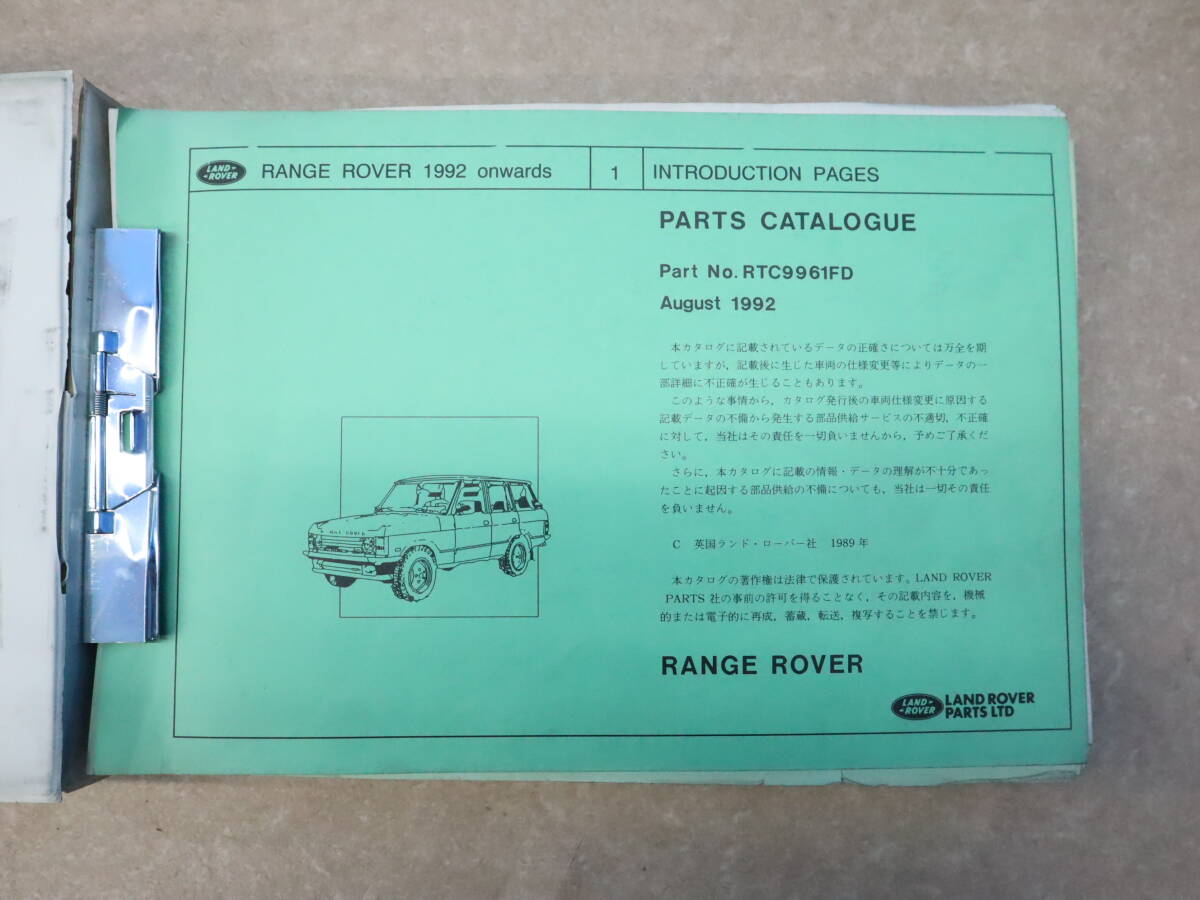 LAND-
-ROVER
RANGE ROVER 1992 onwards
1
INTRODUCTION PAGES
PARTS CATALOGUE
Part No. RTC9961FD
August 1992
本カタログに記載されているデータの正確さについては万全を期
していますが，記載後に生じた車両の仕様変更等によりデータの一
部詳細に不正確が生じることもあります。
このような事情から，カタログ発行後の車両仕様変更に原因する
記載データの不備から発生する部品供給サービスの不適切，不正確
に対して，当社はその責任を一切負いませんから，予めご了承くだ
さい。
さらに，本カタログに記載の情報・データの理解が不十分であっ
たことに起因する部品供給の不備についても，当社は一切その責任
を負いません。
C 英国ランド・ローバー社 1989年
本カタログの著作権は法律で保護されています。LAND ROVER
PARTS 社の事前の許可を得ることなく，その記載内容を，機械
的または電子的に再成，蓄蔵，転送，複写することを禁じます。
RANGE ROVER
LAND-
-ROVER
LAND ROVER
PARTS LTD